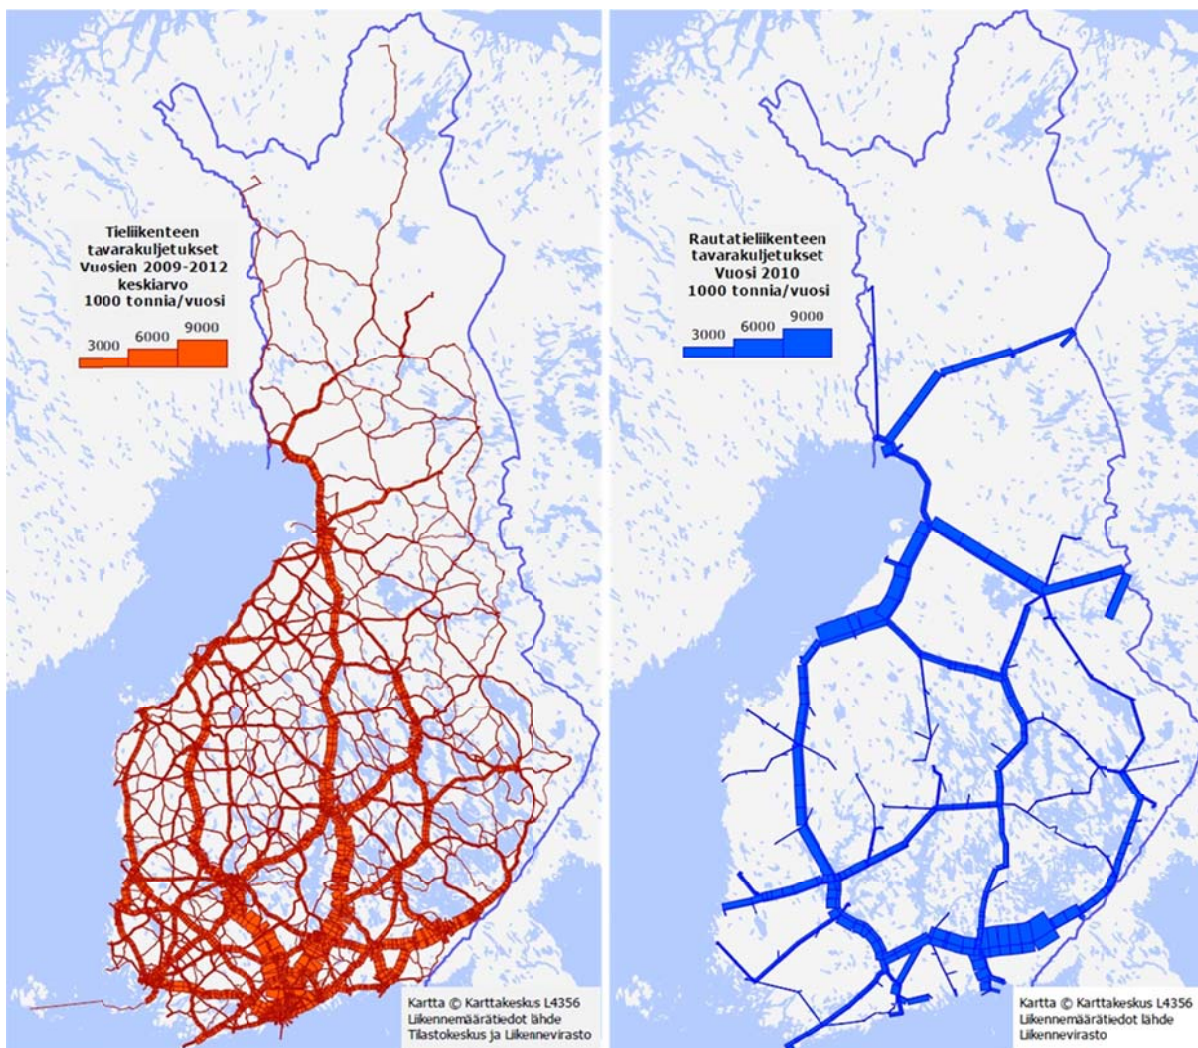 Tieliikenteen
tavarakuljetukset
Vuosien 2009-2012
keskiarvo
1000 tonnia/vuosi
3000 6000 9000
Kartta © Karttakeskus L4356
Liikennemäärätiedot lähde
Tilastokeskus ja Liikennevirasto
Rautatieliikenteen
tavarakuljetukset
Vuosi 2010
1000 tonnia/vuosi
3000 6000 9000
Kartta © Karttakeskus L4356
Liikennemäärätiedot lähde
Liikennevirasto